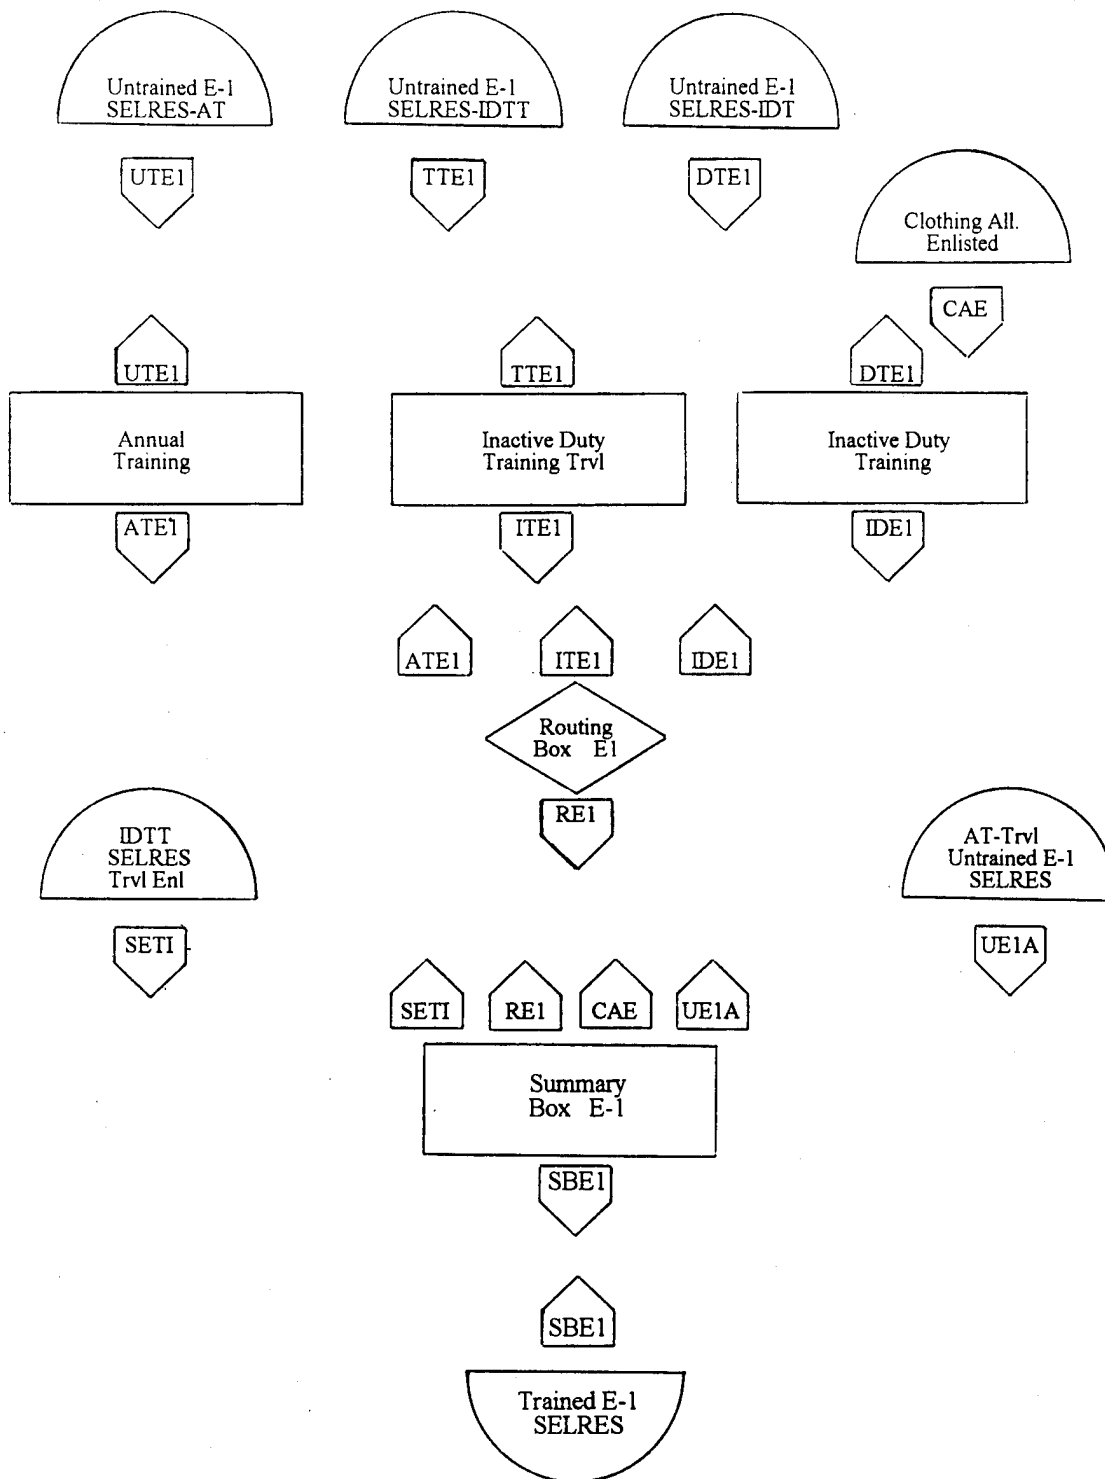 Untrained E-1
SELRES-AT
Untrained E-1
SELRES-IDTT
Untrained E-1
SELRES-IDT
UTE1
TTE1
DTE1
Clothing All.
Enlisted
CAE
UTE1
TTE1
DTE1
Annual
Training
Inactive Duty
Training Trvl
Inactive Duty
Training
ATE1
ITE1
IDE1
ATE1
ITE1
IDE1
Routing
Box E1
RE1
IDTT
SELRES
Trvl Enl
AT-Trvl
Untrained E-1
SELRES
SETI
UE1A
SETI
RE1
CAE
UE1A
Summary
Box E-1
SBE1
SBE1
Trained E-1
SELRES